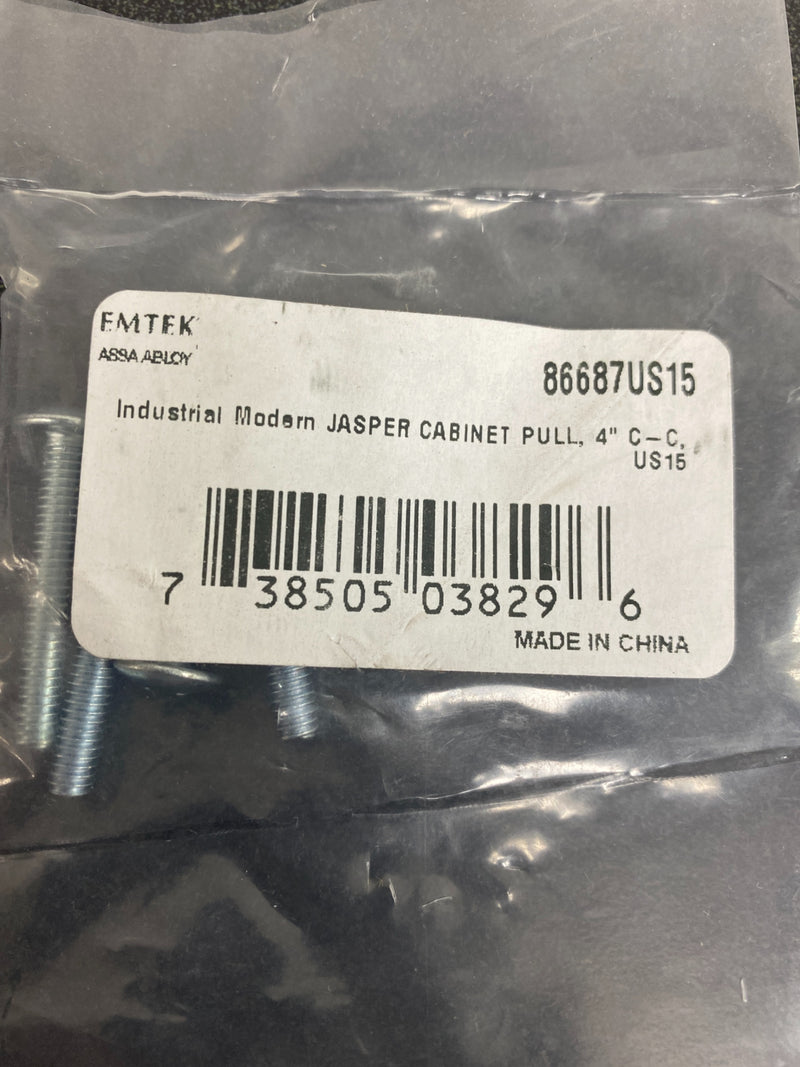 EMTEK
ASSA ABLOY
86687US15
Industrial Modern JASPER CABINET PULL, 4" C-C,
US15
7 38505 03829 6
MADE IN CHINA